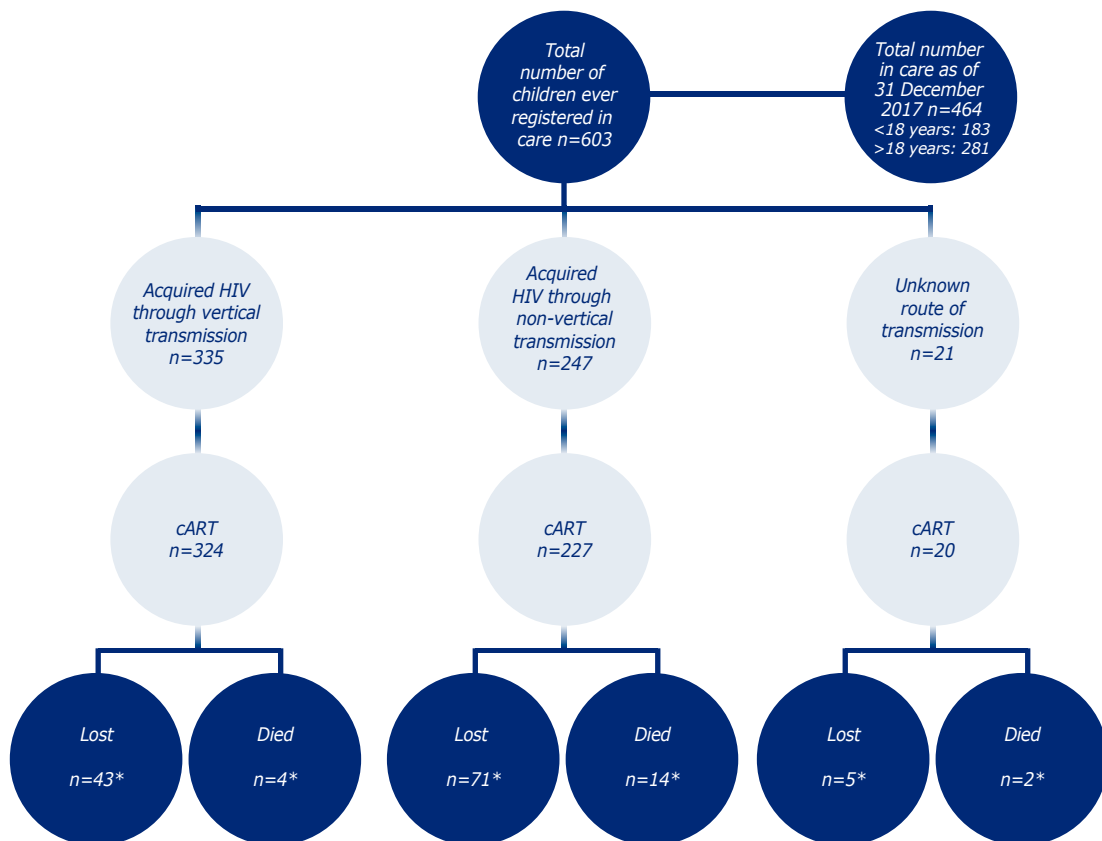 Total
number of
children ever
registered in
care n=603
Total number
in care as of
31 December
2017 n=464
<18 years: 183
>18 years: 281
Acquired HIV
through vertical
transmission
n=335
Acquired
HIV through
non-vertical
transmission
n=247
Unknown
route of
transmission
n=21
cART
n=324
cART
n=227
cART
n=20
Lost
n=43*
Died
n=4*
Lost
n=71*
Died
n=14*
Lost
n=5*
Died
n=2*